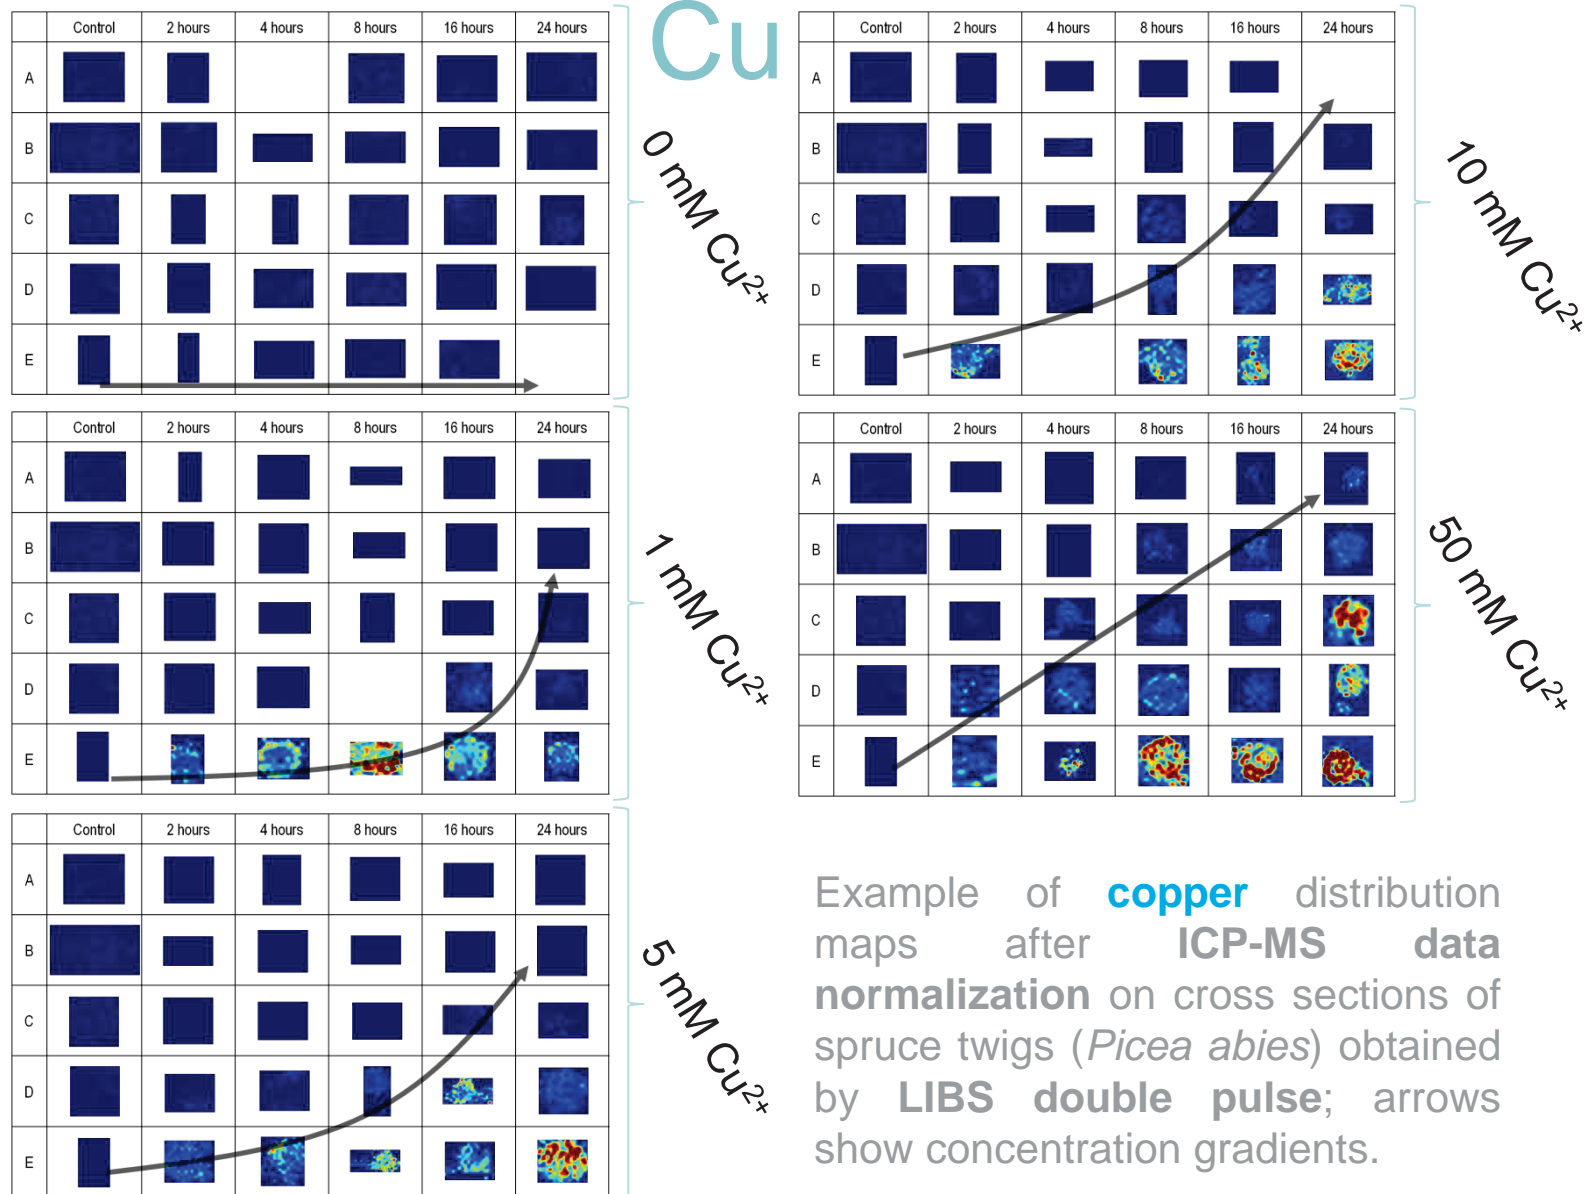 Cu
Control 2 hours 4 hours 8 hours 16 hours 24 hours
A
B
C
D
E
0 mM Cu²⁺
Control 2 hours 4 hours 8 hours 16 hours 24 hours
A
B
C
D
E
10 mM Cu²⁺
Control 2 hours 4 hours 8 hours 16 hours 24 hours
A
B
C
D
E
1 mM Cu²⁺
Control 2 hours 4 hours 8 hours 16 hours 24 hours
A
B
C
D
E
50 mM Cu²⁺
Control 2 hours 4 hours 8 hours 16 hours 24 hours
A
B
C
D
E
5 mM Cu²⁺
Example of copper distribution
maps after ICP-MS data
normalization on cross sections of
spruce twigs (Picea abies) obtained
by LIBS double pulse; arrows
show concentration gradients.